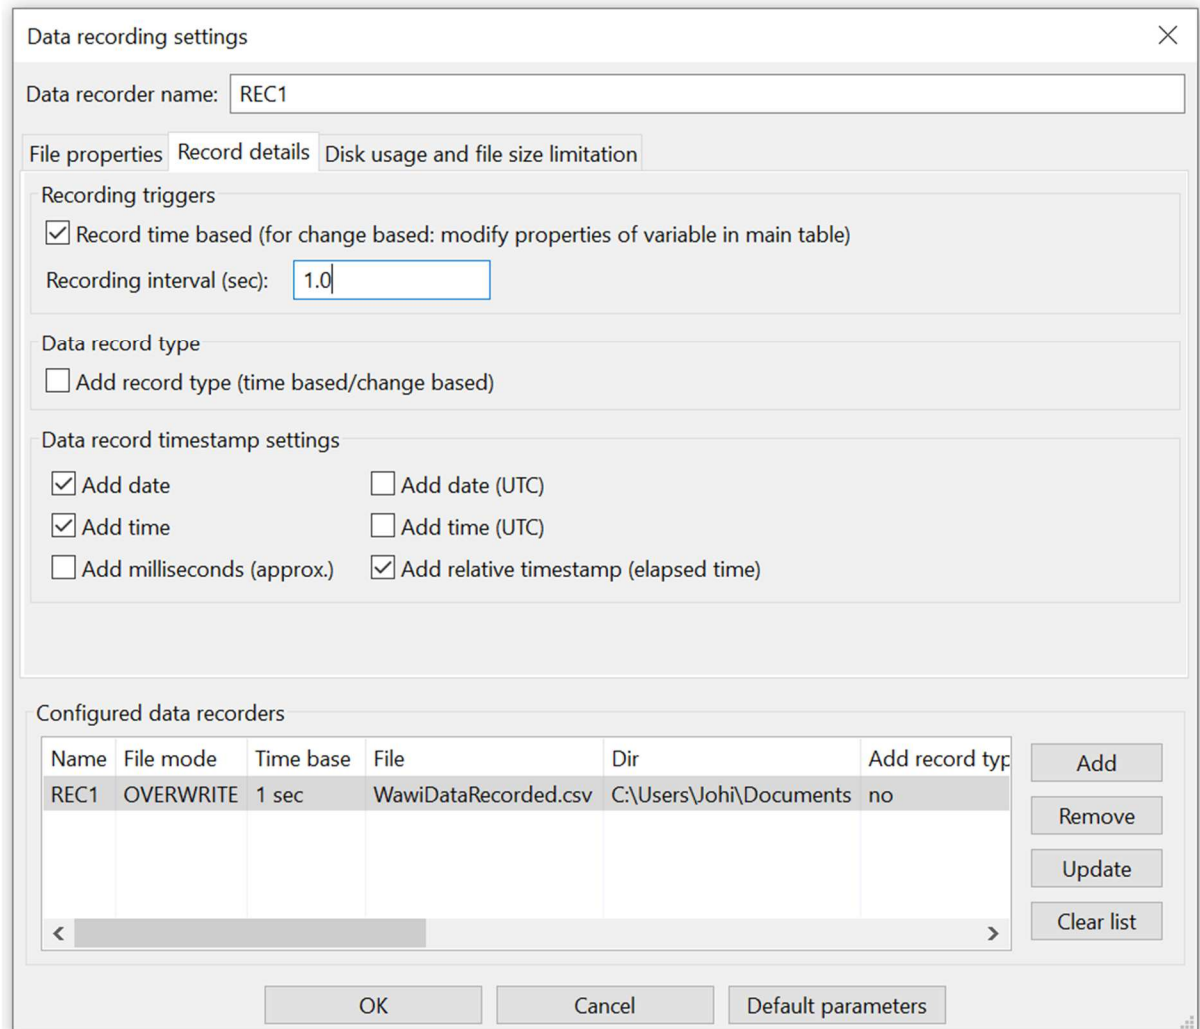 Data recording settings
Data recorder name: REC1
File properties Record details Disk usage and file size limitation
Recording triggers
Record time based (for change based: modify properties of variable in main table)
Recording interval (sec): 1.0
Data record type
Add record type (time based/change based)
Data record timestamp settings
Add date Add date (UTC)
Add time Add time (UTC)
Add milliseconds (approx.) Add relative timestamp (elapsed time)
Configured data recorders
Name File mode Time base File Dir Add record typ
REC1 OVERWRITE 1 sec WawiDataRecorded.csv C:\Users\Johi\Documents no
Add
Remove
Update
Clear list
OK Cancel Default parameters